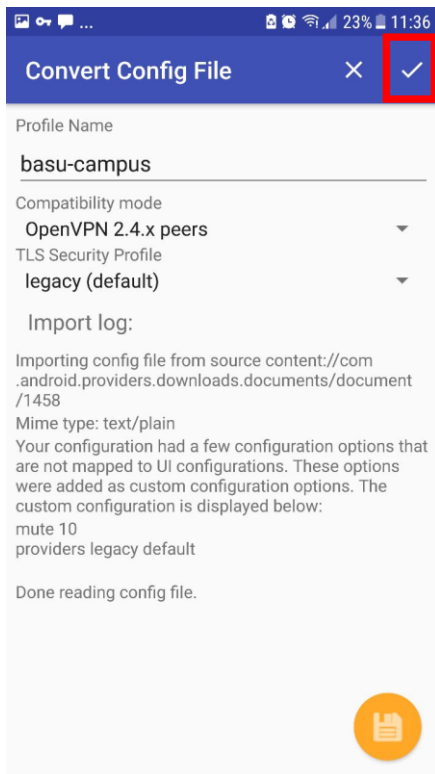 ... 23% 11:36
Convert Config File
Profile Name
basu-campus
Compatibility mode
OpenVPN 2.4.x peers
TLS Security Profile
legacy (default)
Import log:
Importing config file from source content://com
.android.providers.downloads.documents/document
/1458
Mime type: text/plain
Your configuration had a few configuration options that
are not mapped to UI configurations. These options
were added as custom configuration options. The
custom configuration is displayed below:
mute 10
providers legacy default
Done reading config file.